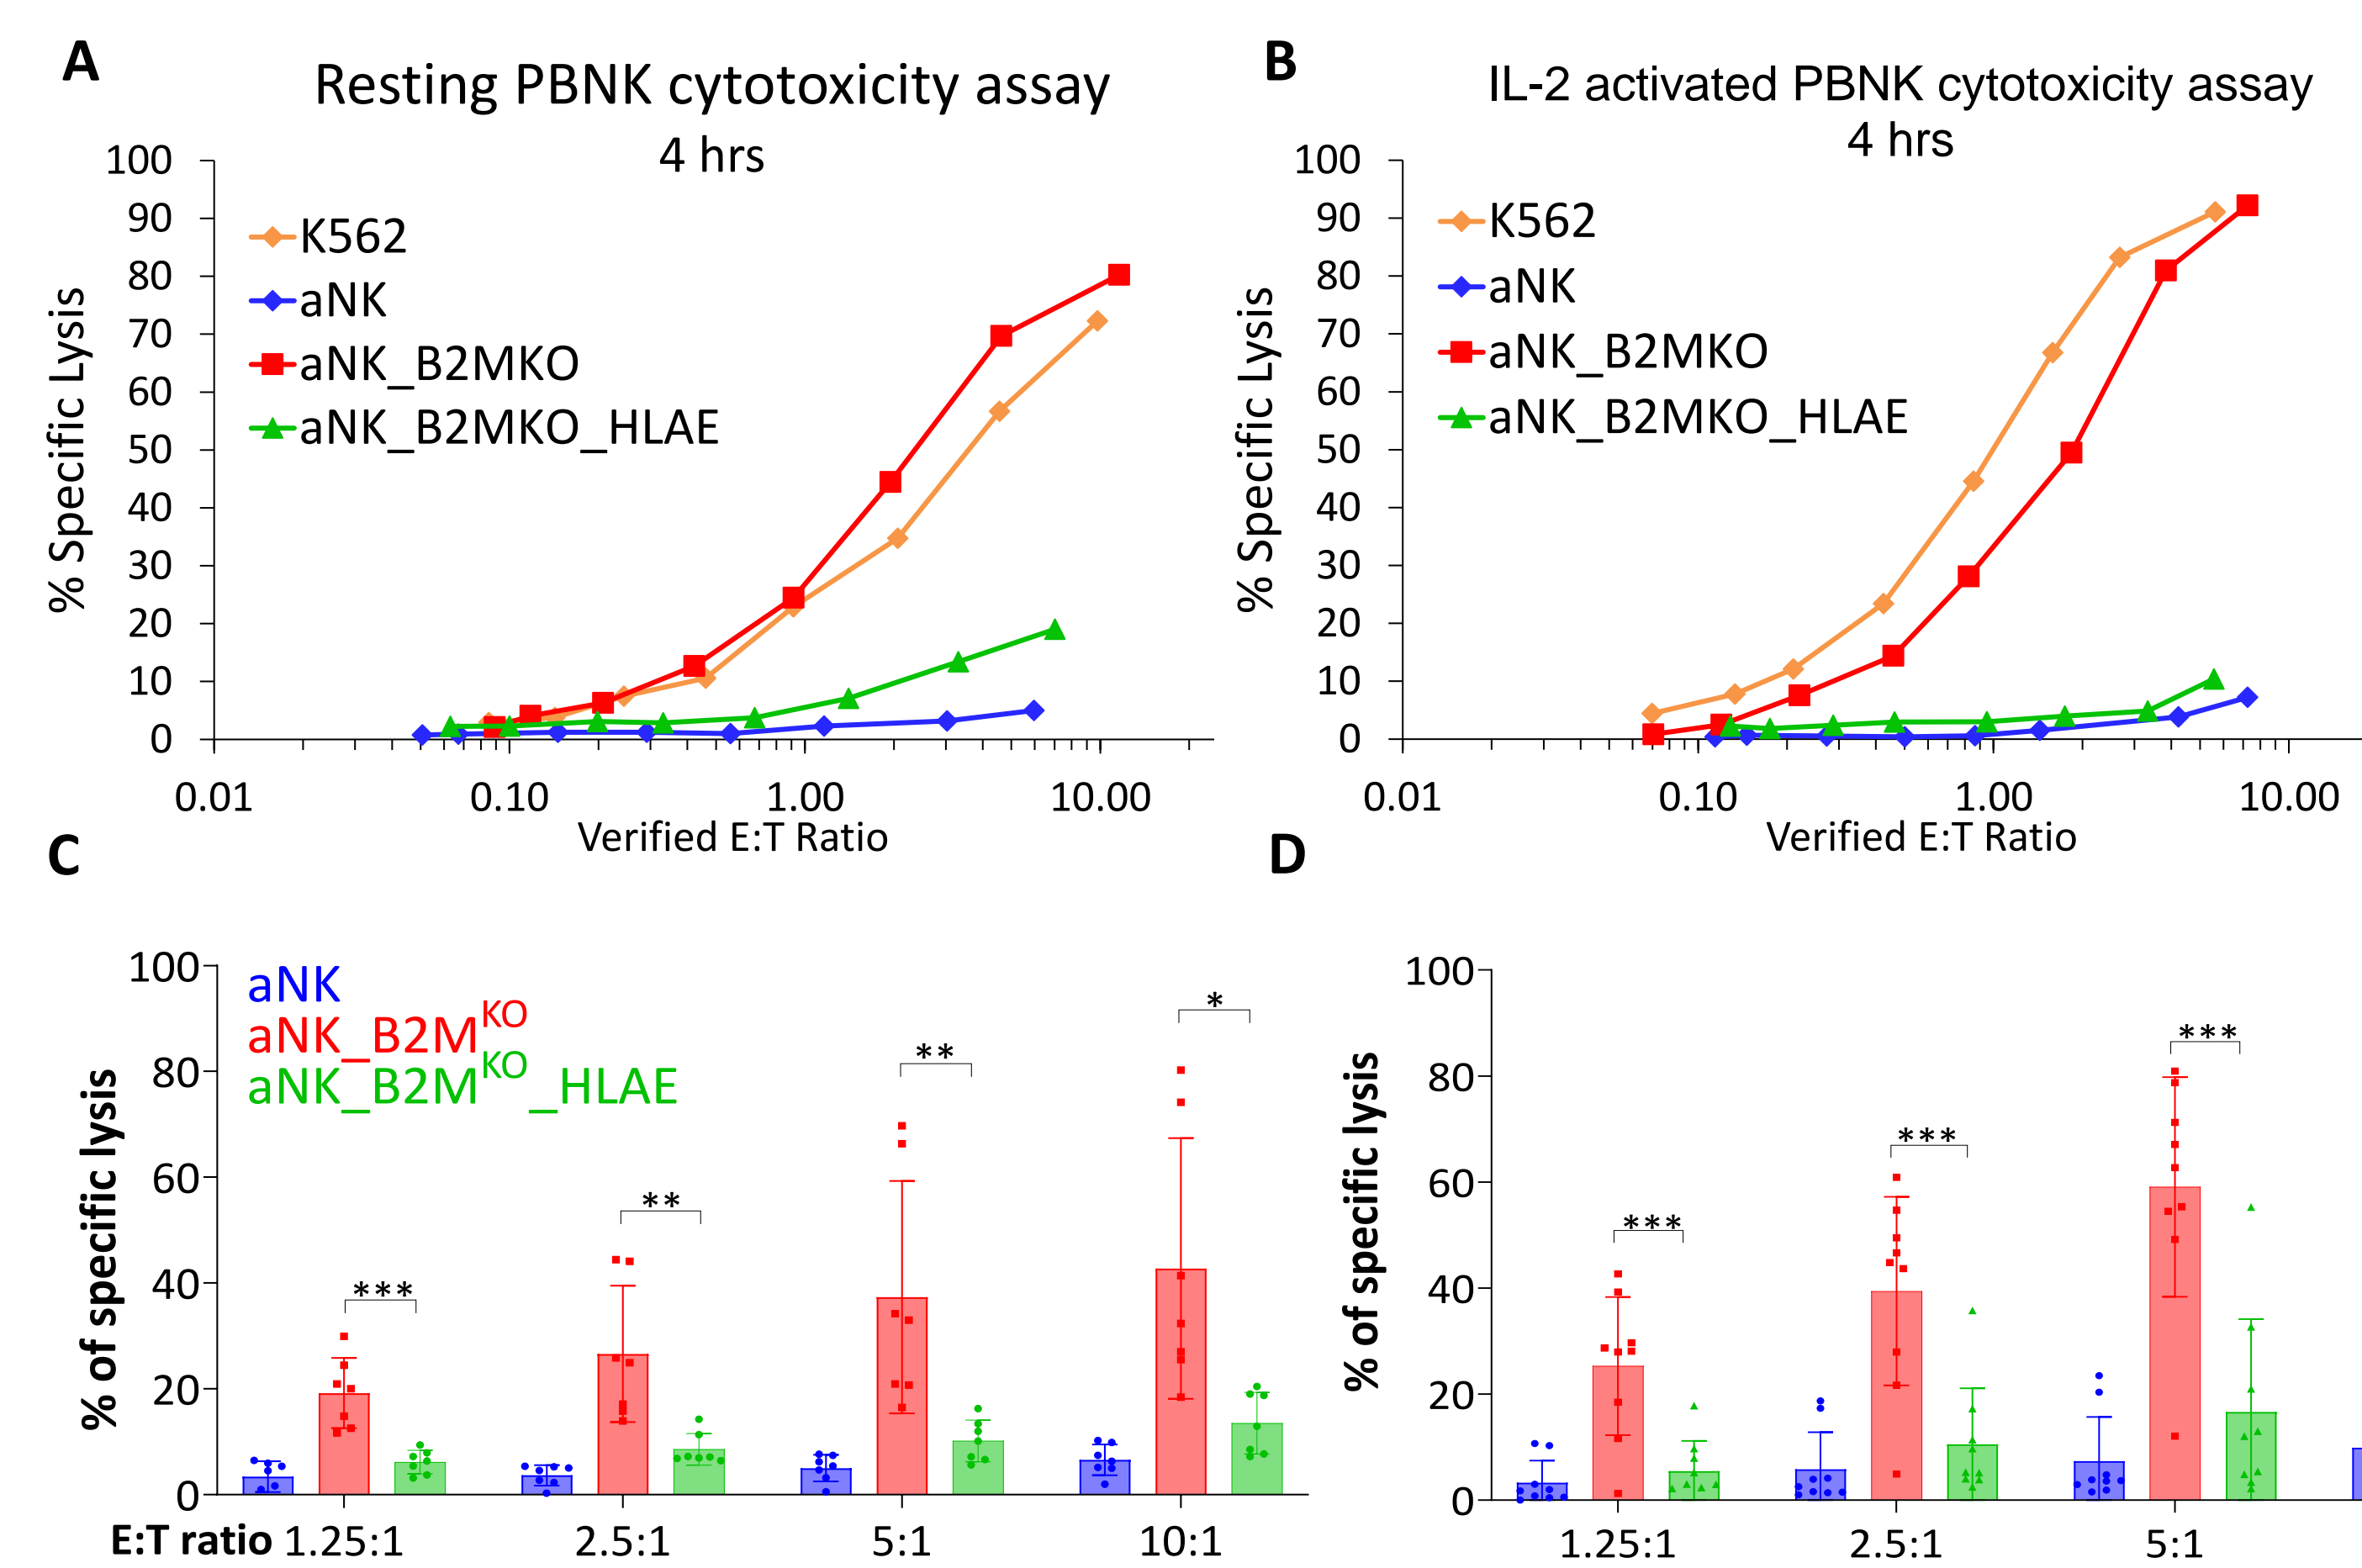 A
Resting PBNK cytotoxicity assay
4 hrs
% Specific Lysis
100
90
80
70
60
50
40
30
20
10
0
K562
aNK
aNK_B2MKO
aNK_B2MKO_HLAE
0.01 0.10 1.00 10.00
Verified E:T Ratio
B
IL-2 activated PBNK cytotoxicity assay
4 hrs
% Specific Lysis
100
90
80
70
60
50
40
30
20
10
0
K562
aNK
aNK_B2MKO
aNK_B2MKO_HLAE
0.01 0.10 1.00 10.00
Verified E:T Ratio
C
% of specific lysis
100
80
60
40
20
0
aNK
aNK_B2M^KO
aNK_B2M^KO_HLAE
*** ** ** *
E:T ratio 1.25:1 2.5:1 5:1 10:1
D
% of specific lysis
100
80
60
40
20
0
*** *** ***
1.25:1 2.5:1 5:1